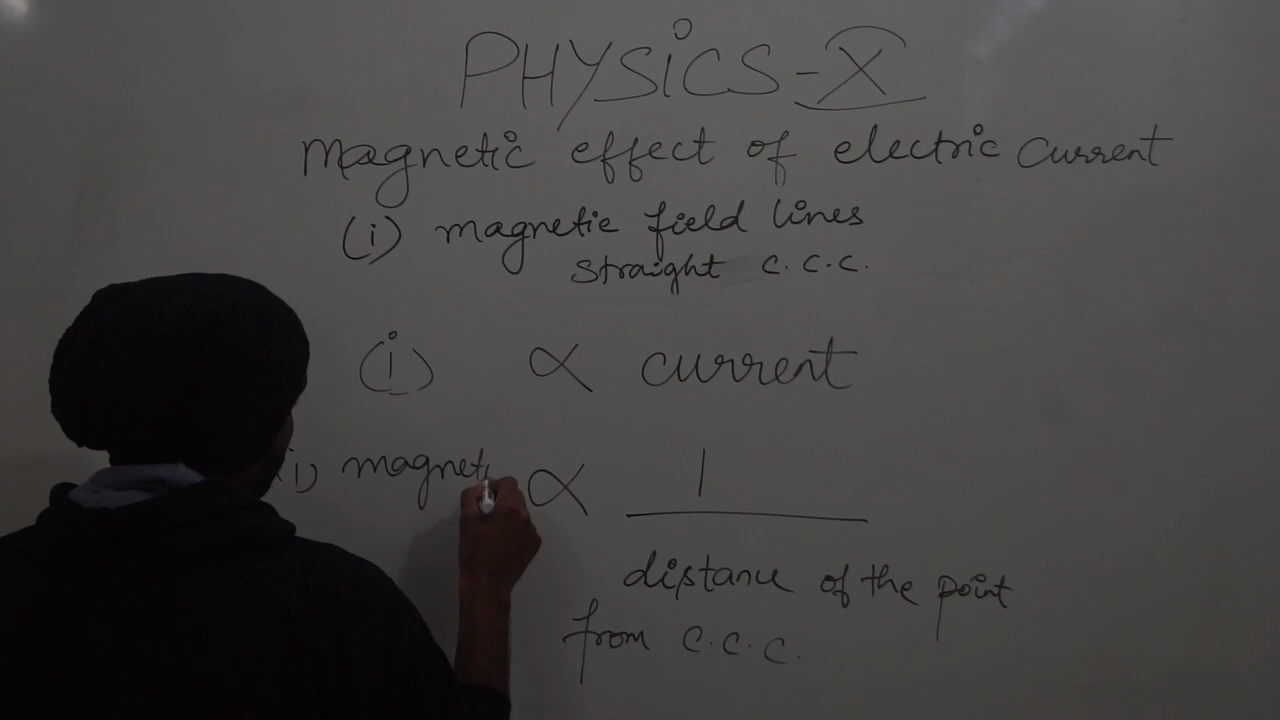 PHYSICS-X
Magnetic effect of electric current
(i) magnetic field lines
straight c.c.c.
(i) ∝ current
i) magneti ∝ 1
distance of the point
from c.c.c.